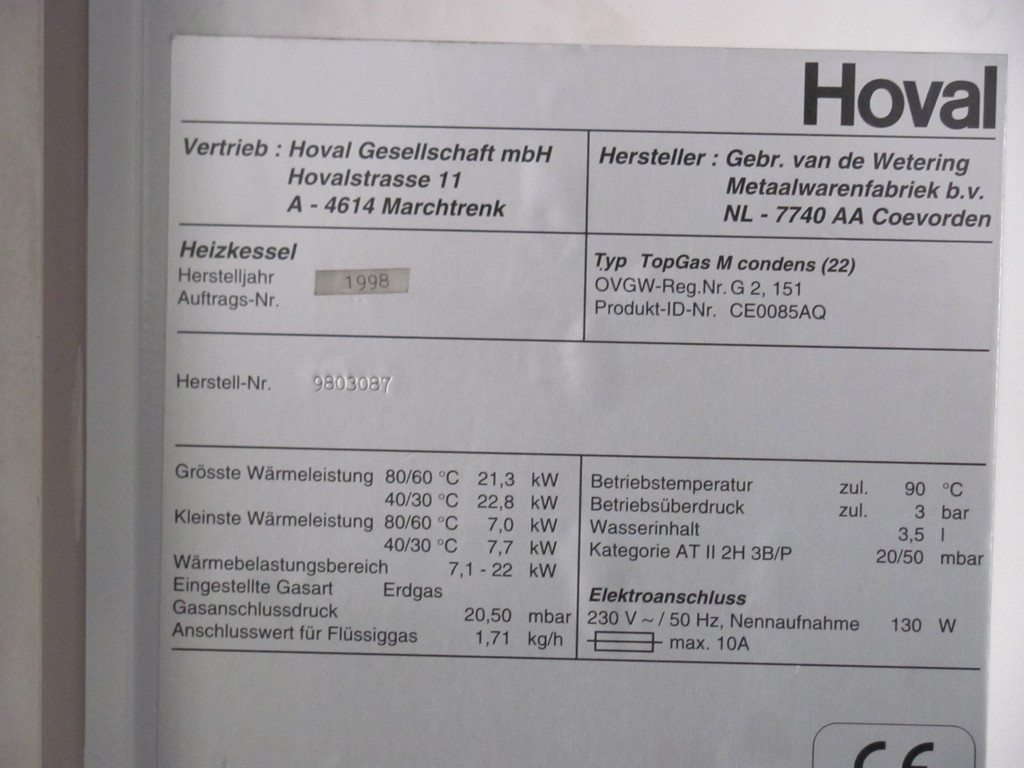 Hoval
Vertrieb : Hoval Gesellschaft mbH
Hovalstrasse 11
A - 4614 Marchtrenk
Hersteller : Gebr. van de Wetering
Metaalwarenfabriek b.v.
NL - 7740 AA Coevorden
Heizkessel
Herstelljahr 1998
Auftrags-Nr.
Typ TopGas M condens (22)
OVGW-Reg.Nr. G 2, 151
Produkt-ID-Nr. CE0085AQ
Herstell-Nr. 9803087
Grösste Wärmeleistung 80/60 °C 21,3 kW
40/30 °C 22,8 kW
Kleinste Wärmeleistung 80/60 °C 7,0 kW
40/30 °C 7,7 kW
Wärmebelastungsbereich 7,1 - 22 kW
Eingestellte Gasart Erdgas
Gasanschlussdruck 20,50 mbar
Anschlusswert für Flüssiggas 1,71 kg/h
Betriebstemperatur zul. 90 °C
Betriebsüberdruck zul. 3 bar
Wasserinhalt 3,5 l
Kategorie AT II 2H 3B/P 20/50 mbar
Elektroanschluss
230 V ~ / 50 Hz, Nennaufnahme 130 W
max. 10A
CE